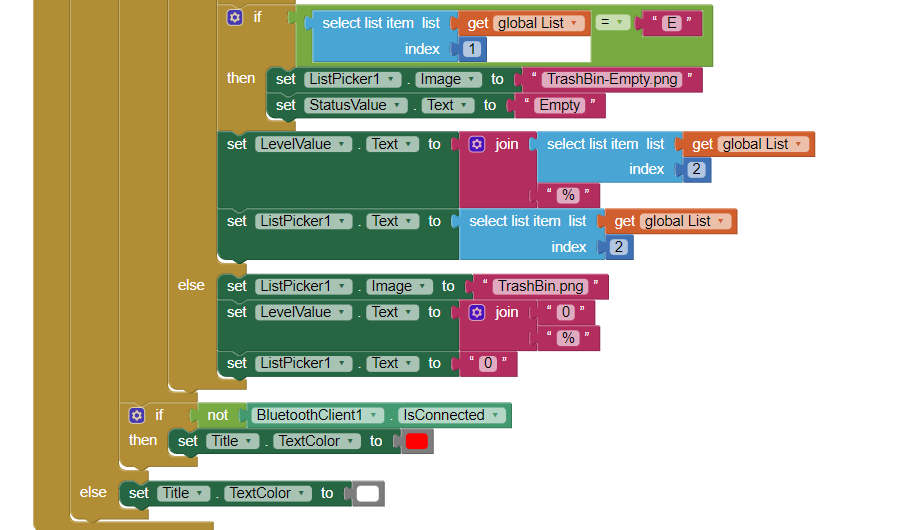 if select list item list get global List = " E "
index 1
then set ListPicker1 . Image to " TrashBin-Empty.png "
set StatusValue . Text to " Empty "
set LevelValue . Text to join select list item list get global List
index 2
" % "
set ListPicker1 . Text to select list item list get global List
index 2
else set ListPicker1 . Image to " TrashBin.png "
set LevelValue . Text to join " 0 "
" % "
set ListPicker1 . Text to " 0 "
if not BluetoothClient1 . IsConnected
then set Title . TextColor to
else set Title . TextColor to